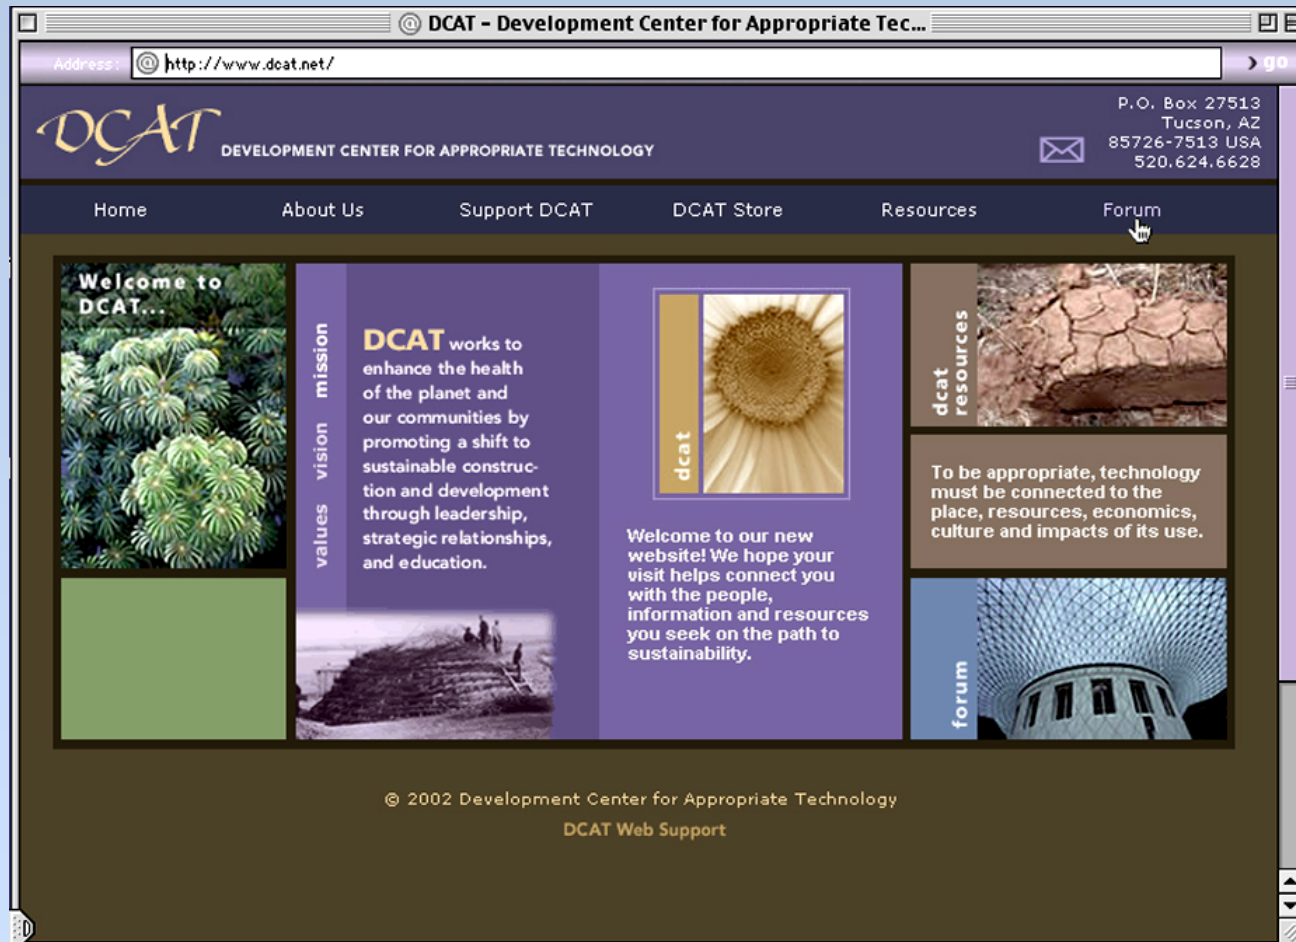 DCAT - Development Center for Appropriate Tec...
Address: http://www.dcat.net/
go
DCAT DEVELOPMENT CENTER FOR APPROPRIATE TECHNOLOGY
P.O. Box 27513
Tucson, AZ
85726-7513 USA
520.624.6628
Home About Us Support DCAT DCAT Store Resources Forum
Welcome to
DCAT...
mission
vision
values
DCAT works to
enhance the health
of the planet and
our communities by
promoting a shift to
sustainable construc-
tion and development
through leadership,
strategic relationships,
and education.
dcat
Welcome to our new
website! We hope your
visit helps connect you
with the people,
information and resources
you seek on the path to
sustainability.
dcat
resources
To be appropriate, technology
must be connected to the
place, resources, economics,
culture and impacts of its use.
forum
© 2002 Development Center for Appropriate Technology
DCAT Web Support